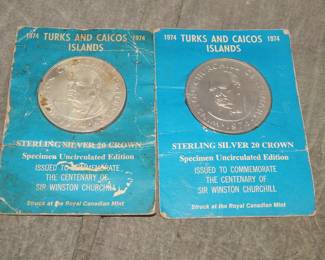 1974 TURKS AND CAICOS 1974
ISLANDS
STERLING SILVER 20 CROWN
Specimen Uncirculated Edition
ISSUED TO COMMEMORATE
THE CENTENARY OF
SIR WINSTON CHURCHILL
Struck at the Royal Canadian Mint
1974 TURKS AND CAICOS 1974
ISLANDS
1974
STERLING SILVER 20 CROWN
Specimen Uncirculated Edition
ISSUED TO COMMEMORATE
THE CENTENARY OF
SIR WINSTON CHURCHILL
Struck at the Royal Canadian Mint